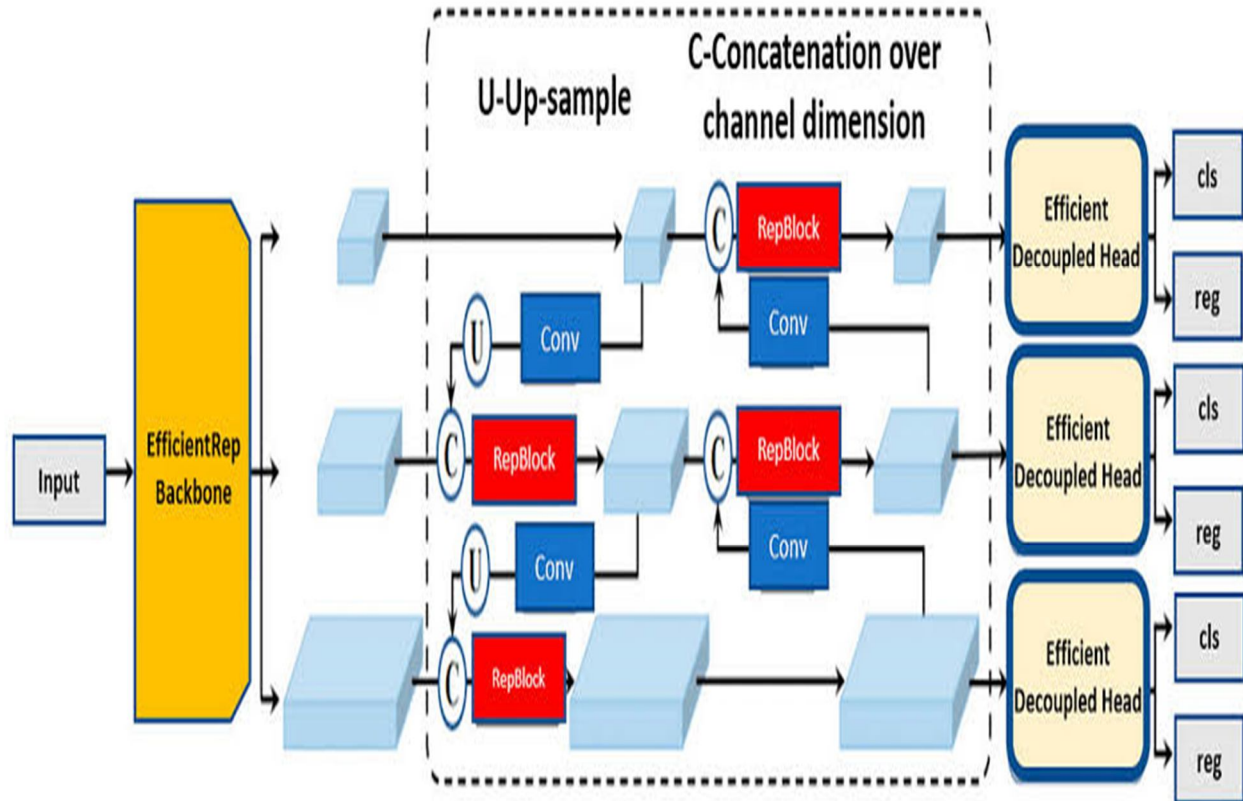 U-Up-sample
C-Concatenation over
channel dimension
Input
EfficientRep
Backbone
C
RepBlock
Efficient
Decoupled Head
cls
reg
U
Conv
Conv
C
RepBlock
C
RepBlock
Efficient
Decoupled Head
cls
reg
U
Conv
Conv
C
RepBlock
Efficient
Decoupled Head
cls
reg